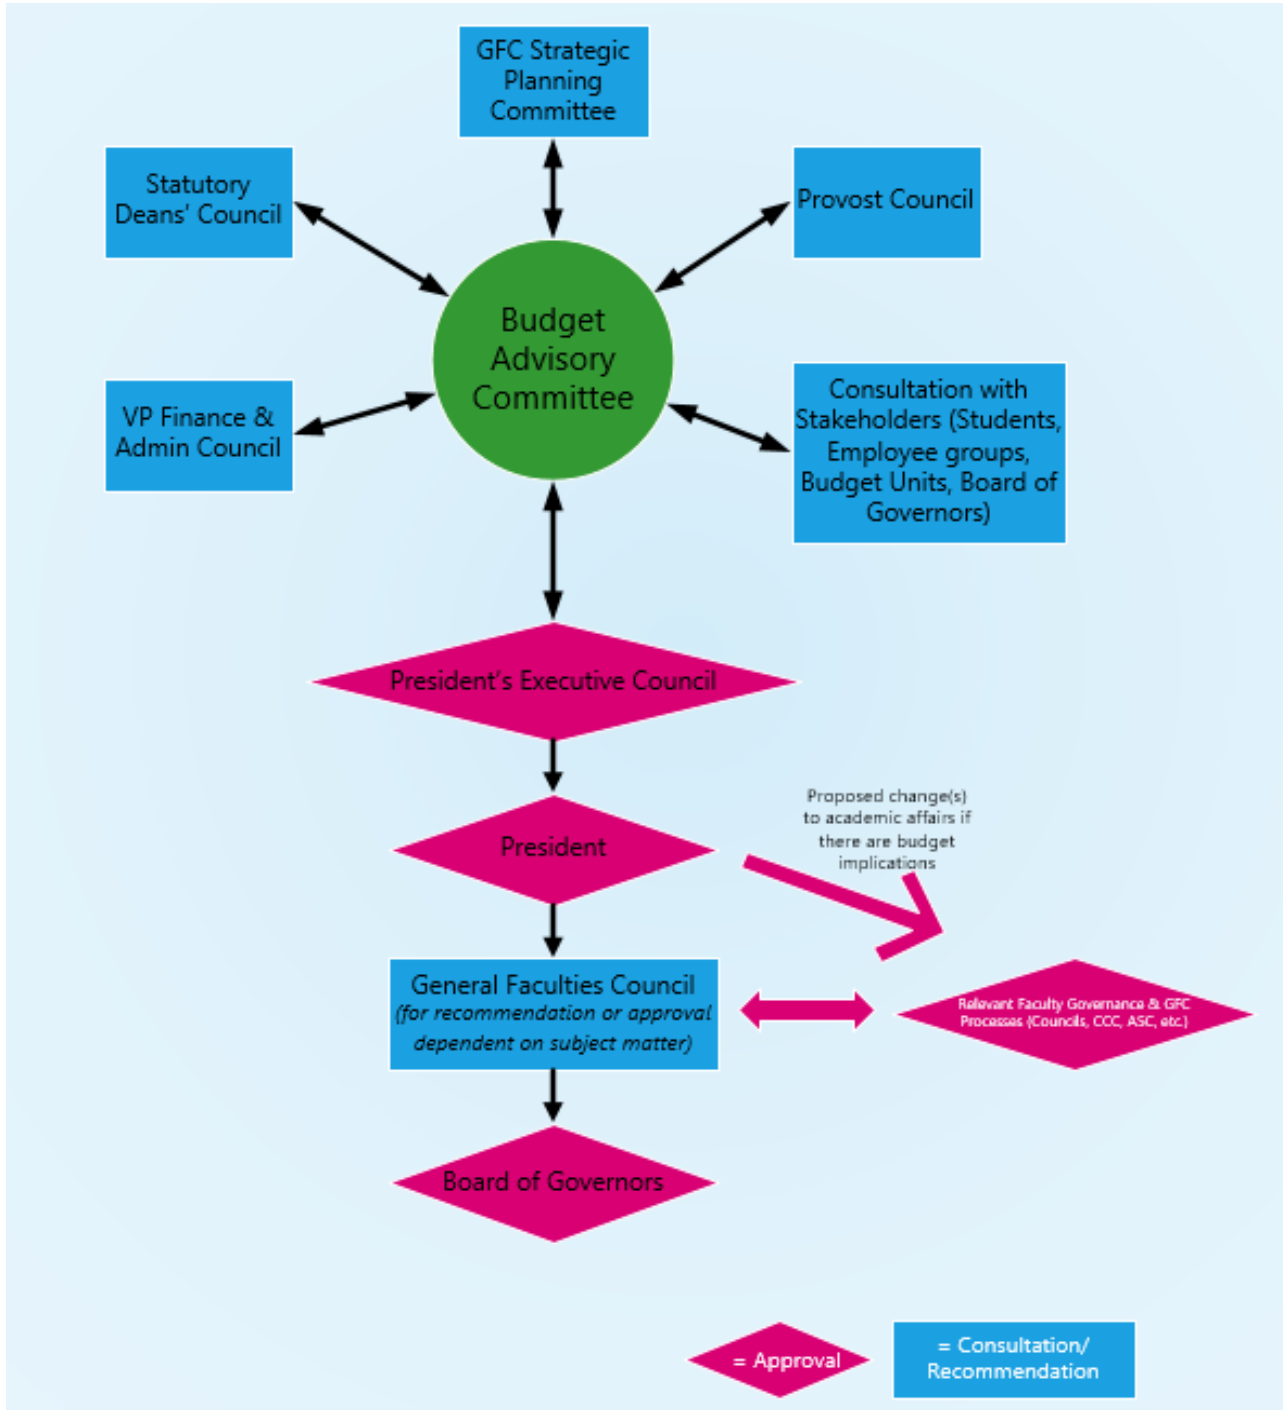 GFC Strategic
Planning
Committee
Statutory
Deans’ Council
Provost Council
Budget
Advisory
Committee
VP Finance &
Admin Council
Consultation with
Stakeholders (Students,
Employee groups,
Budget Units, Board of
Governors)
President’s Executive Council
President
Proposed change(s)
to academic affairs if
there are budget
implications
General Faculties Council
(for recommendation or approval
dependent on subject matter)
Relevant Faculty Governance & GFC
Processes (Councils, CCC, ASC, etc.)
Board of Governors
= Approval
= Consultation/
Recommendation